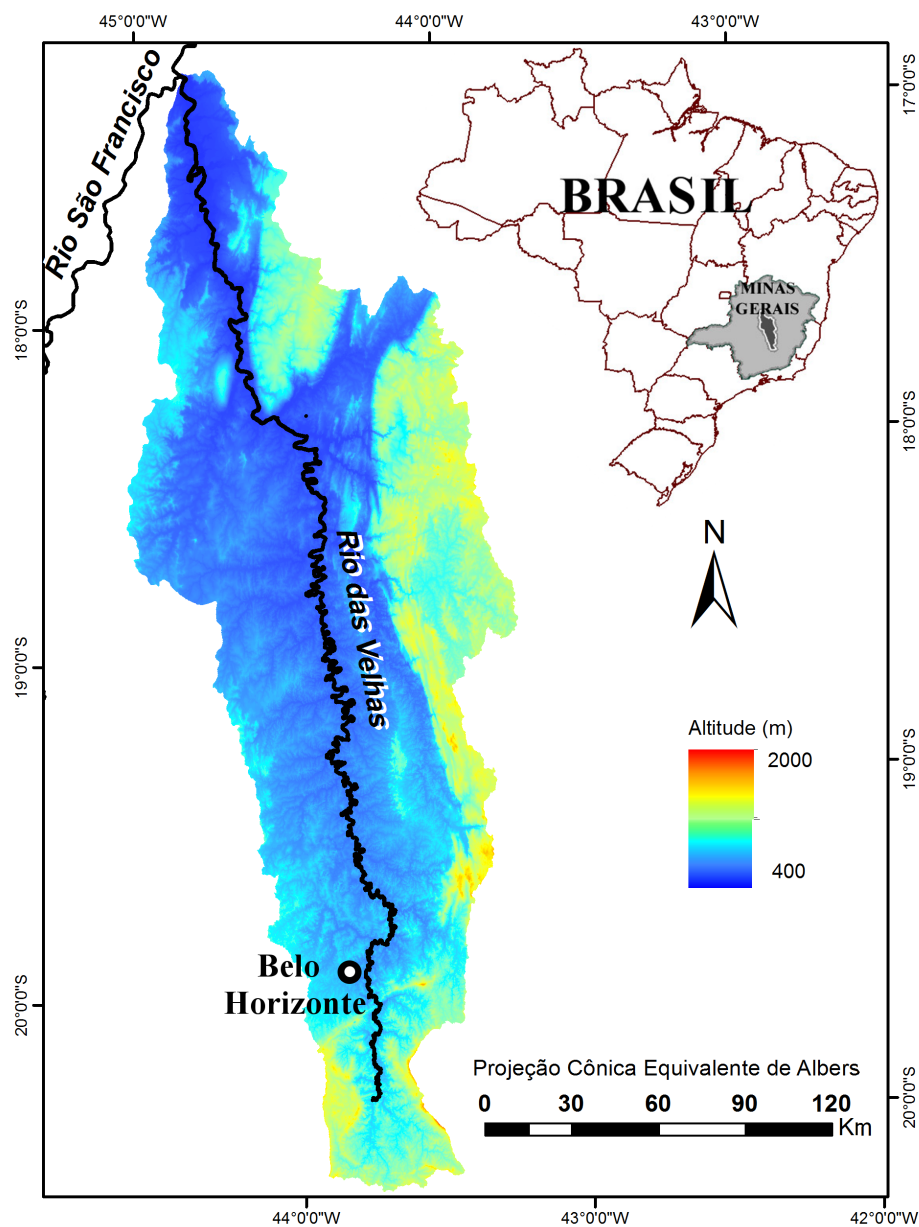 45°0'0"W 44°0'0"W 43°0'0"W
17°0'0"S
Rio São Francisco
BRASIL
MINAS
GERAIS
18°0'0"S
18°0'0"S
N
Rio das Velhas
19°0'0"S
Altitude (m)
2000
400
19°0'0"S
Belo
Horizonte
20°0'0"S
Projeção Cônica Equivalente de Albers
0 30 60 90 120
Km
20°0'0"S
44°0'0"W 43°0'0"W 42°0'0"W